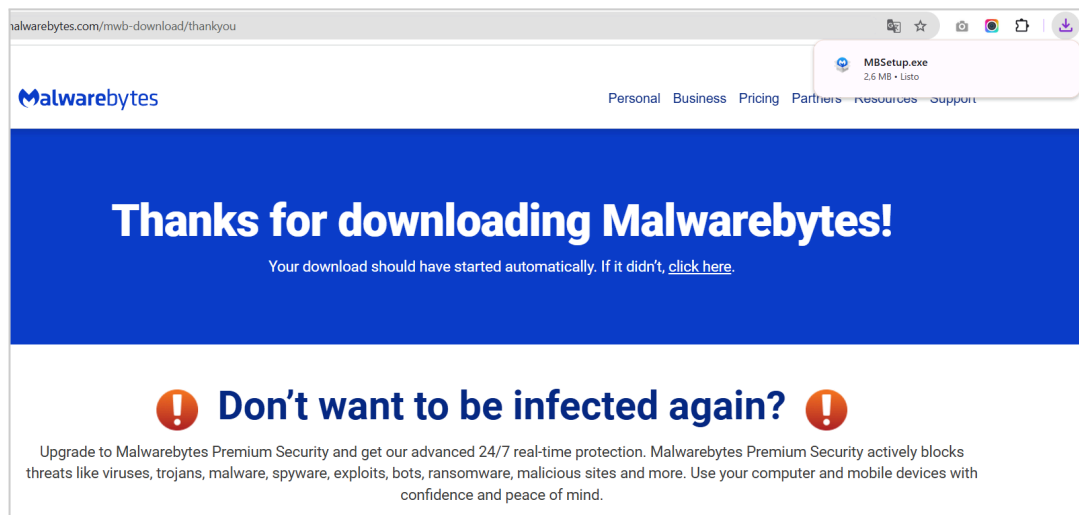 alwarebytes.com/mwb-download/thankyou
MBSetup.exe
2,6 MB • Listo
Malwarebytes
Personal Business Pricing Partners Resources Support
Thanks for downloading Malwarebytes!
Your download should have started automatically. If it didn’t, click here.
Don’t want to be infected again?
Upgrade to Malwarebytes Premium Security and get our advanced 24/7 real-time protection. Malwarebytes Premium Security actively blocks
threats like viruses, trojans, malware, spyware, exploits, bots, ransomware, malicious sites and more. Use your computer and mobile devices with
confidence and peace of mind.